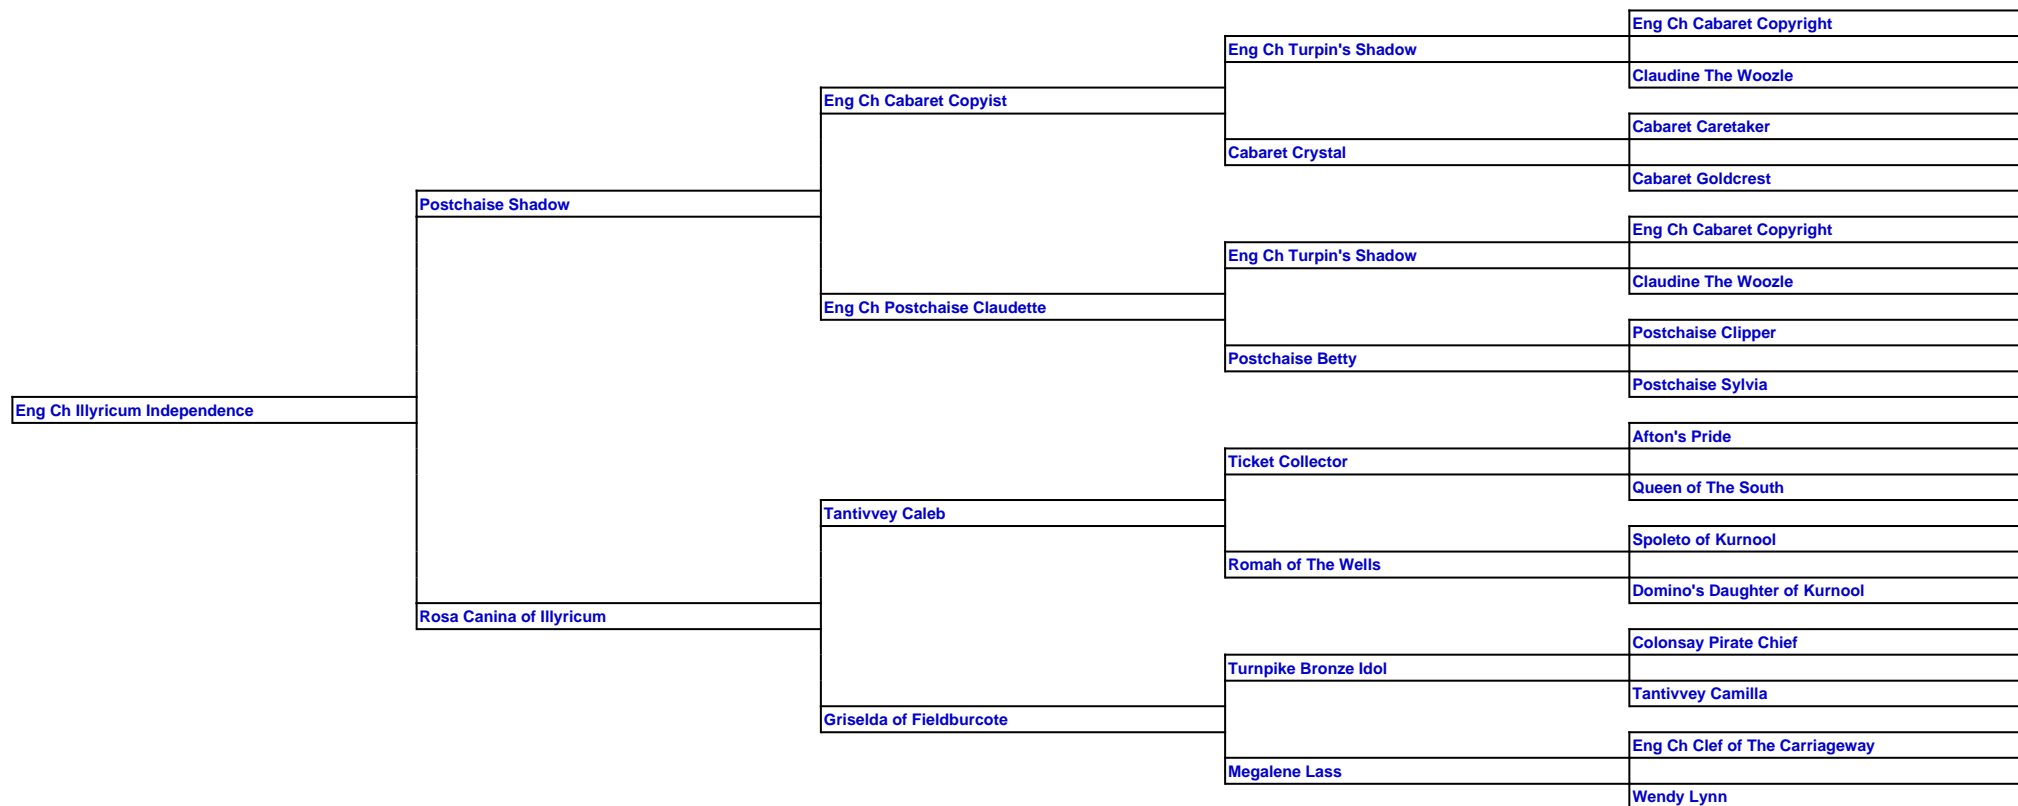 Eng Ch Cabaret Copyright
Eng Ch Turpin's Shadow
Claudine The Woozle
Eng Ch Cabaret Copyist
Cabaret Caretaker
Cabaret Crystal
Cabaret Goldcrest
Postchaise Shadow
Eng Ch Cabaret Copyright
Eng Ch Turpin's Shadow
Claudine The Woozle
Eng Ch Postchaise Claudette
Postchaise Clipper
Postchaise Betty
Postchaise Sylvia
Eng Ch Illyricum Independence
Afton's Pride
Ticket Collector
Queen of The South
Tantivvey Caleb
Spoleto of Kurnool
Romah of The Wells
Domino's Daughter of Kurnool
Rosa Canina of Illyricum
Colonsay Pirate Chief
Turnpike Bronze Idol
Tantivvey Camilla
Griselda of Fieldburcote
Eng Ch Clef of The Carriageway
Megalene Lass
Wendy Lynn